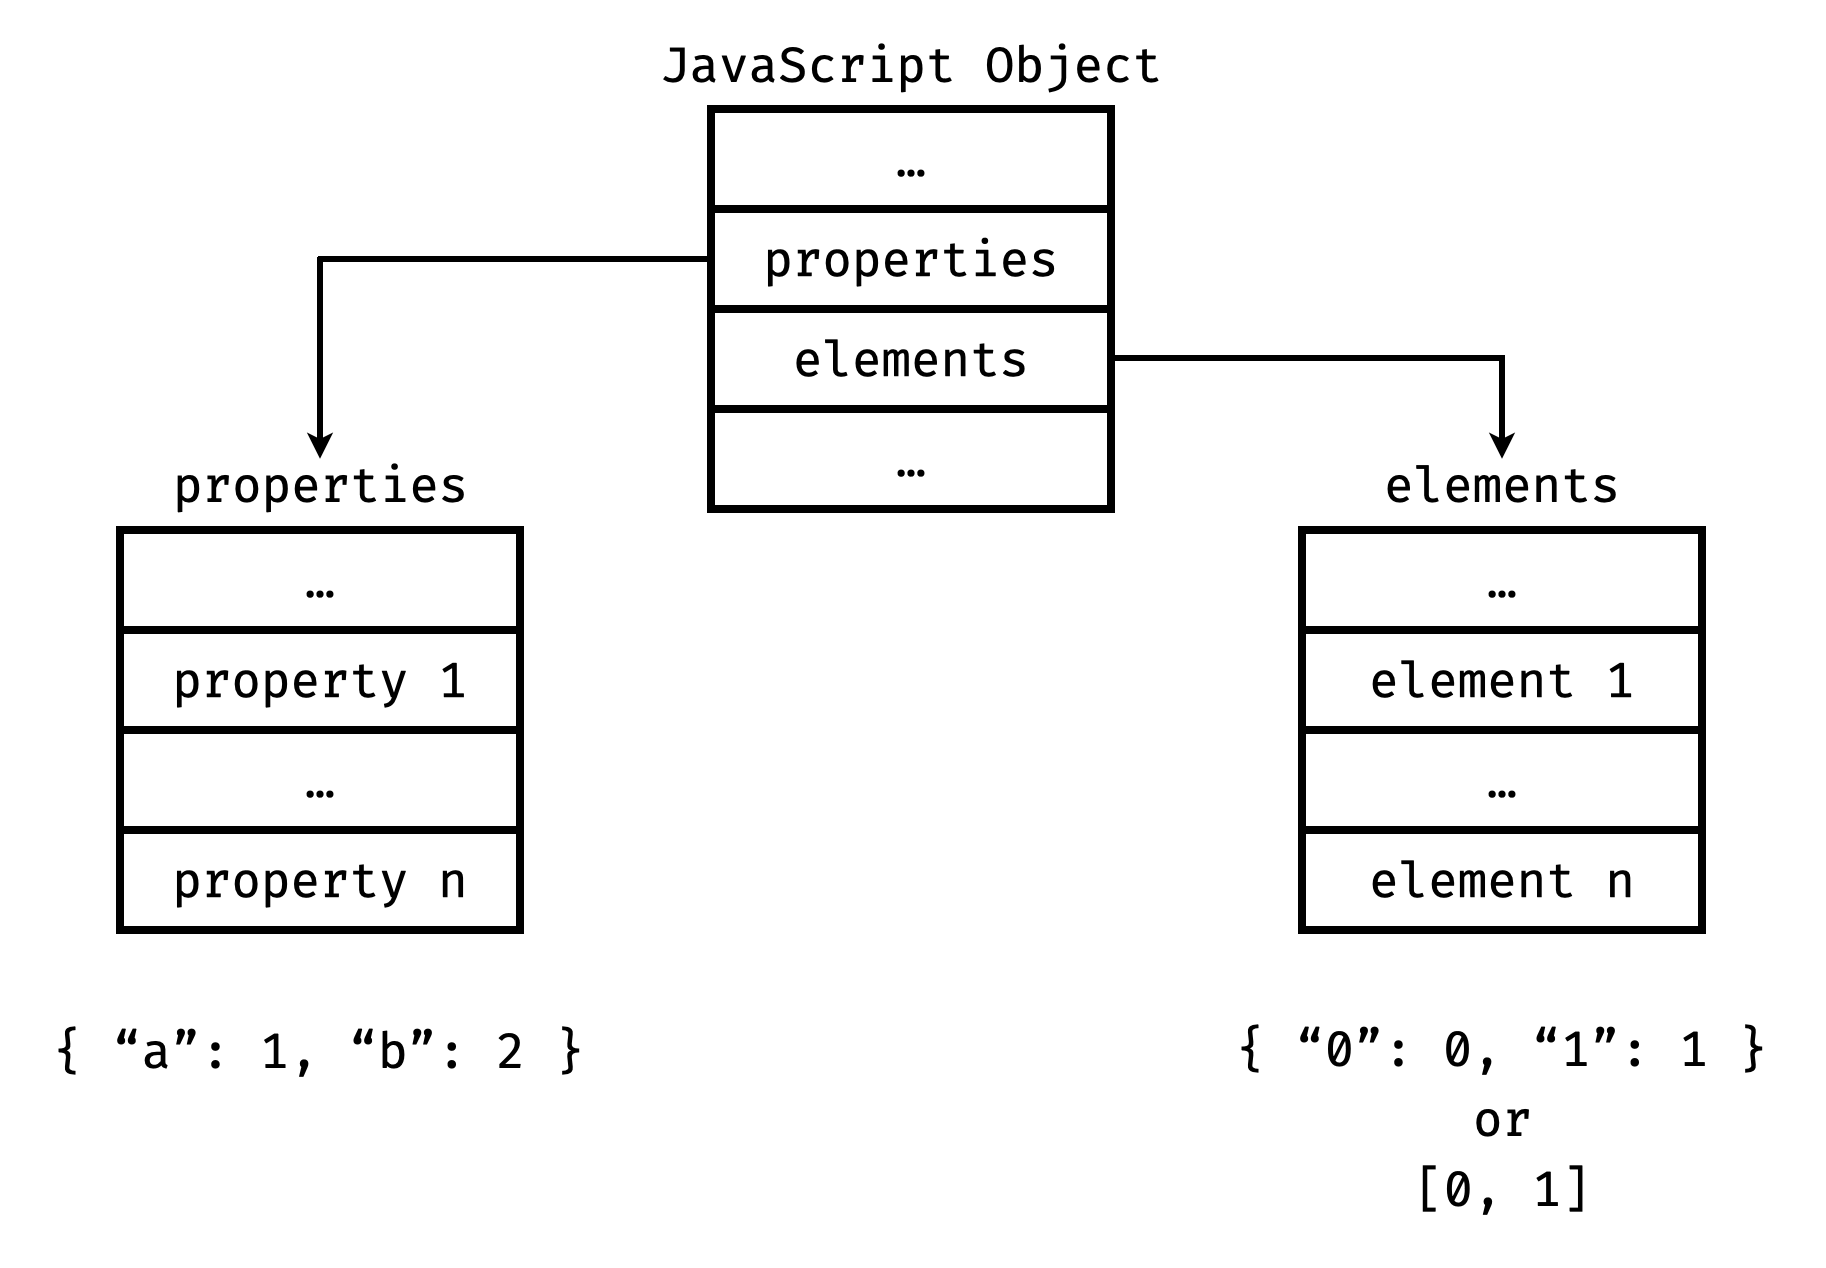 JavaScript Object
…
properties
elements
…
properties
…
property 1
…
property n
{ “a”: 1, “b”: 2 }
elements
…
element 1
…
element n
{ “0”: 0, “1”: 1 }
or
[0, 1]